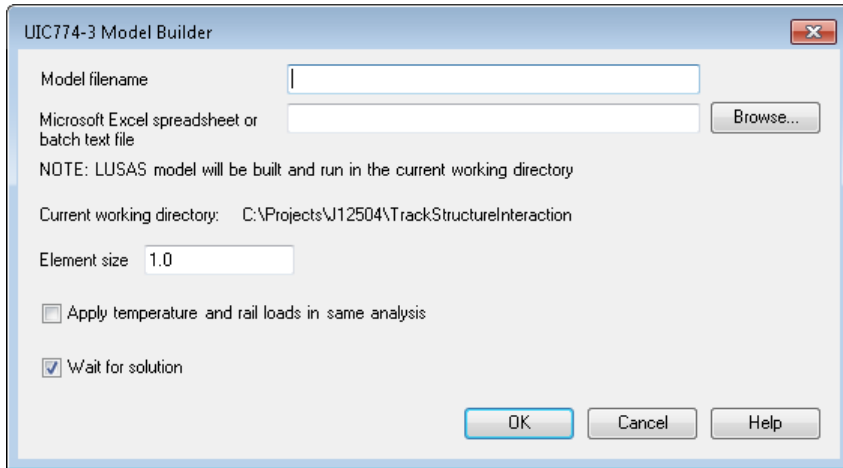 UIC774-3 Model Builder
Model filename
Microsoft Excel spreadsheet or
batch text file
Browse...
NOTE: LUSAS model will be built and run in the current working directory
Current working directory: C:\Projects\J12504\TrackStructureInteraction
Element size 1.0
Apply temperature and rail loads in same analysis
Wait for solution
OK Cancel Help